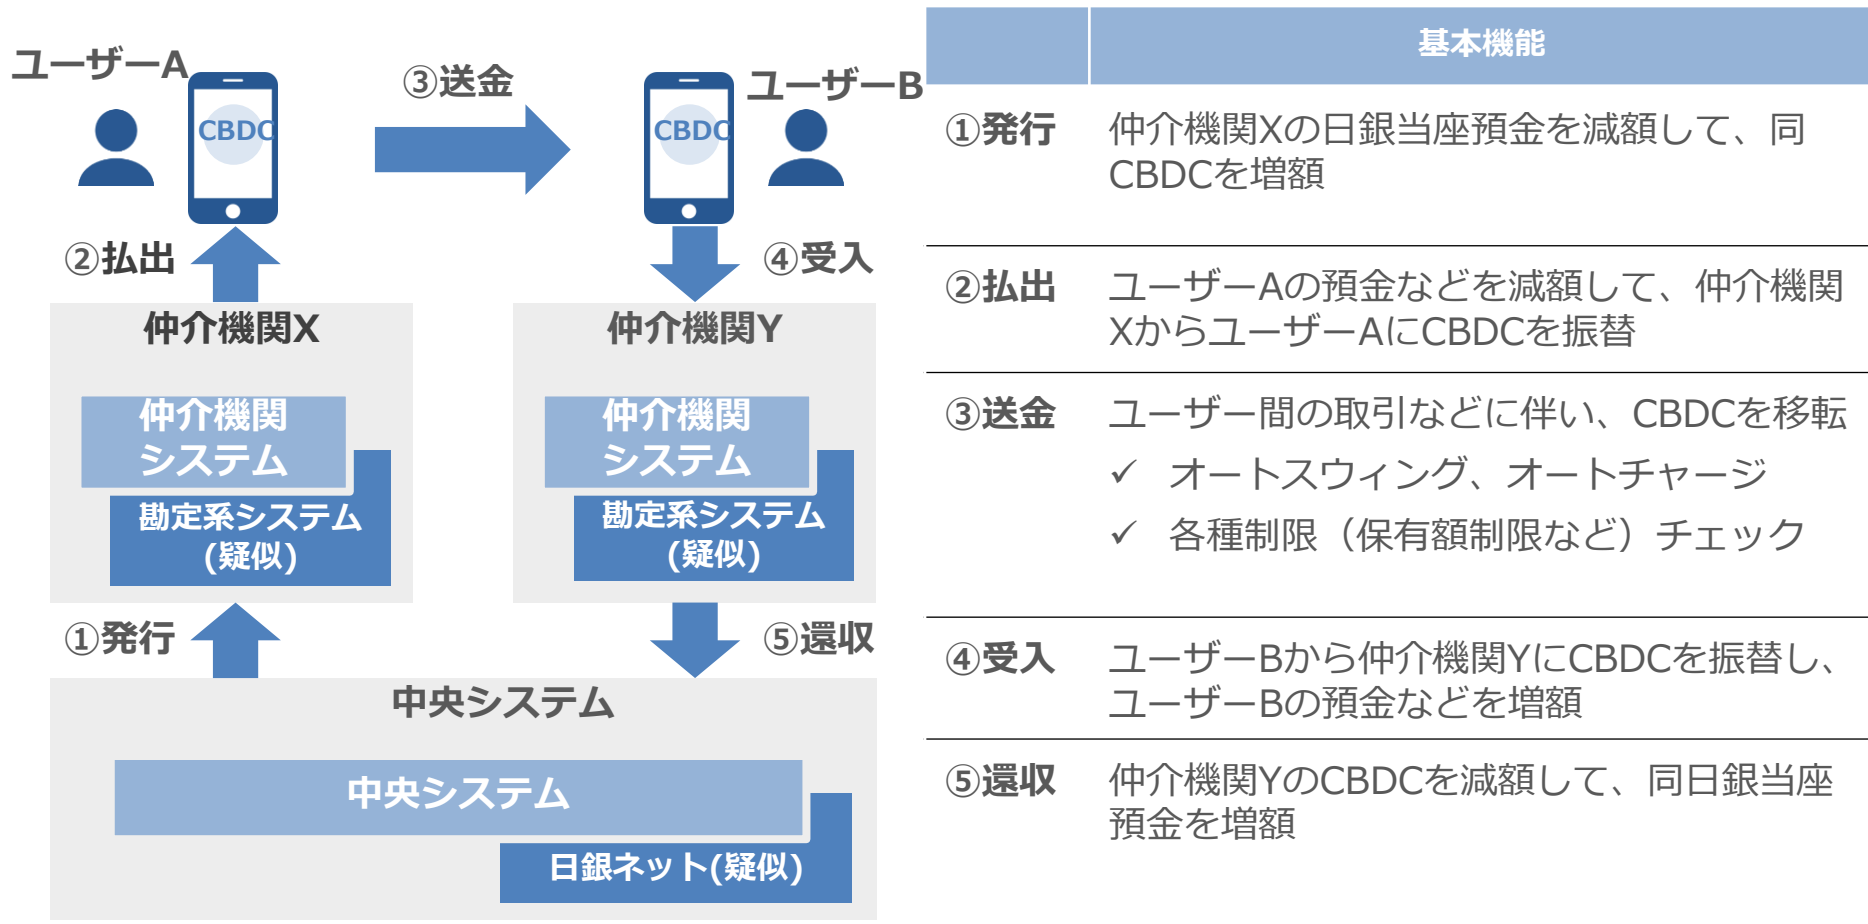 ユーザーA
CBDC
③送金
CBDC
ユーザーB
②払出
④受入
仲介機関X
仲介機関
システム
勘定系システム
(疑似)
仲介機関Y
仲介機関
システム
勘定系システム
(疑似)
①発行
⑤還収
中央システム
中央システム
日銀ネット(疑似)
基本機能
①発行
仲介機関Xの日銀当座預金を減額して、同
CBDCを増額
②払出
ユーザーAの預金などを減額して、仲介機関
XからユーザーAにCBDCを振替
③送金
ユーザー間の取引などに伴い、CBDCを移転
✓ オートスウィング、オートチャージ
✓ 各種制限（保有額制限など）チェック
④受入
ユーザーBから仲介機関YにCBDCを振替し、
ユーザーBの預金などを増額
⑤還収
仲介機関YのCBDCを減額して、同日銀当座
預金を増額